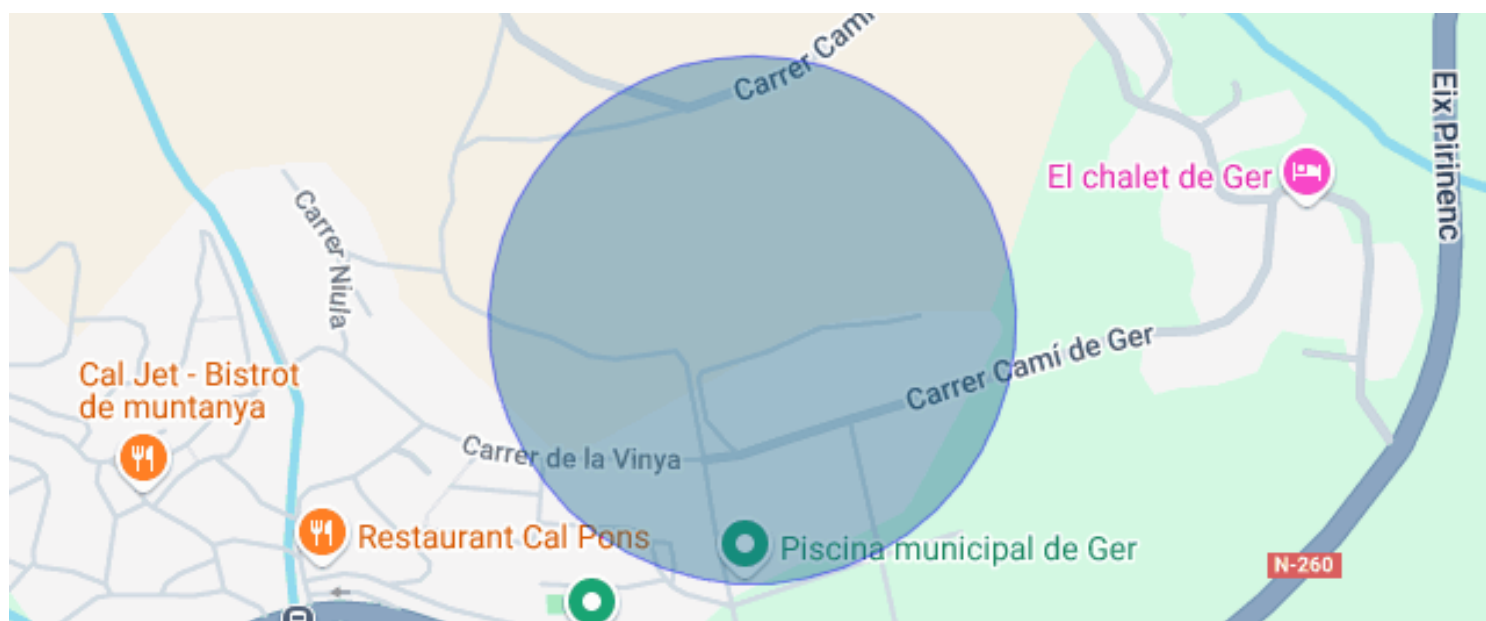 Carrer Camí
Eix Pirinenc
El chalet de Ger
Carrer Niula
Carrer Camí de Ger
Cal Jet - Bistrot
de muntanya
Carrer de la Vinya
Restaurant Cal Pons
Piscina municipal de Ger
N-260